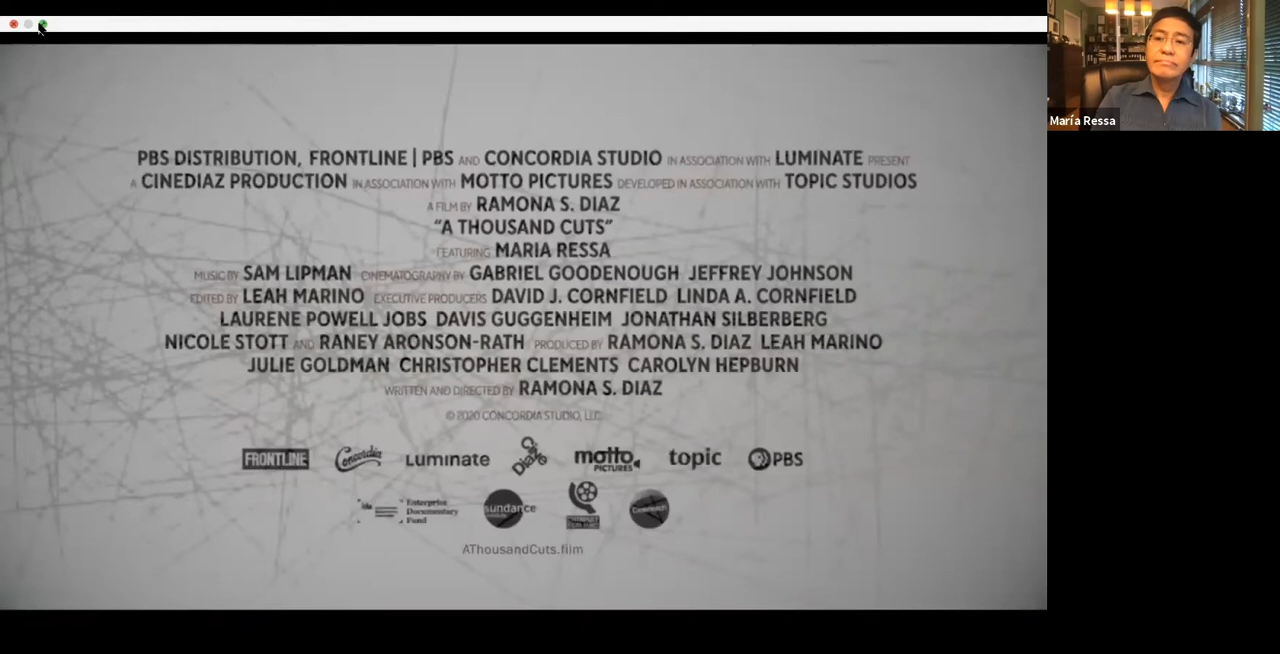 PBS DISTRIBUTION, FRONTLINE | PBS AND CONCORDIA STUDIO IN ASSOCIATION WITH LUMINATE PRESENT
A CINEDIAZ PRODUCTION IN ASSOCIATION WITH MOTTO PICTURES DEVELOPED IN ASSOCIATION WITH TOPIC STUDIOS
A FILM BY RAMONA S. DIAZ
“A THOUSAND CUTS”
FEATURING MARIA RESSA
MUSIC BY SAM LIPMAN CINEMATOGRAPHY BY GABRIEL GOODENOUGH JEFFREY JOHNSON
EDITED BY LEAH MARINO EXECUTIVE PRODUCERS DAVID J. CORNFIELD LINDA A. CORNFIELD
LAURENE POWELL JOBS DAVIS GUGGENHEIM JONATHAN SILBERBERG
NICOLE STOTT AND RANEY ARONSON-RATH PRODUCED BY RAMONA S. DIAZ LEAH MARINO
JULIE GOLDMAN CHRISTOPHER CLEMENTS CAROLYN HEPBURN
WRITTEN AND DIRECTED BY RAMONA S. DIAZ
© 2020 CONCORDIA STUDIO, LLC.
FRONTLINE Concordia Luminate CineDiaz motto PICTURES topic PBS
ida Enterprise Documentary Fund sundance
AThousandCuts.film
María Ressa